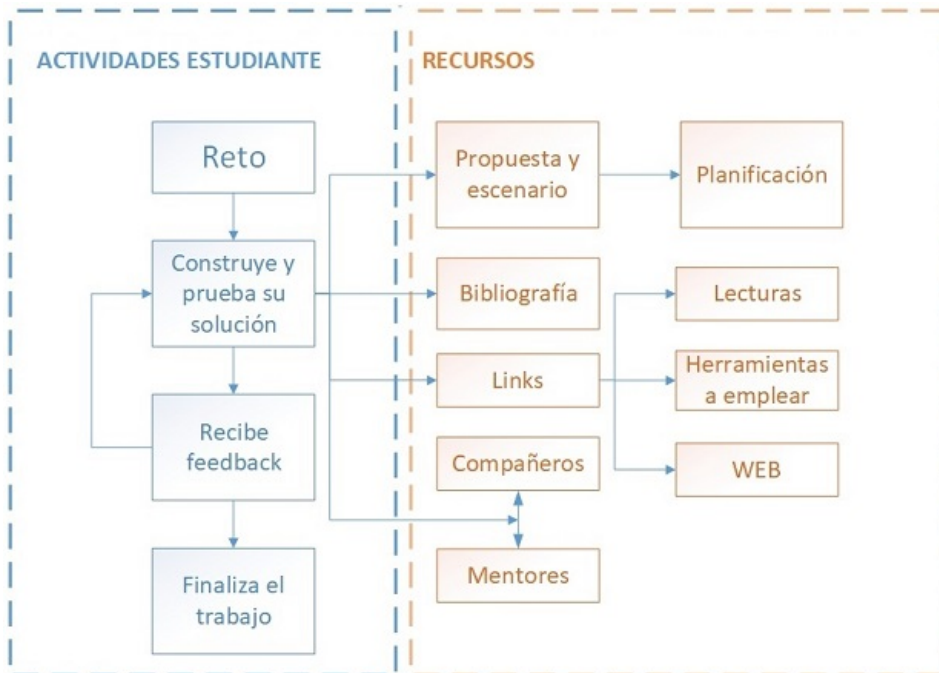 ACTIVIDADES ESTUDIANTE
Reto
Construye y
prueba su
solución
Recibe
feedback
Finaliza el
trabajo
RECURSOS
Propuesta y
escenario
Planificación
Bibliografía
Links
Lecturas
Herramientas
a emplear
WEB
Compañeros
Mentores